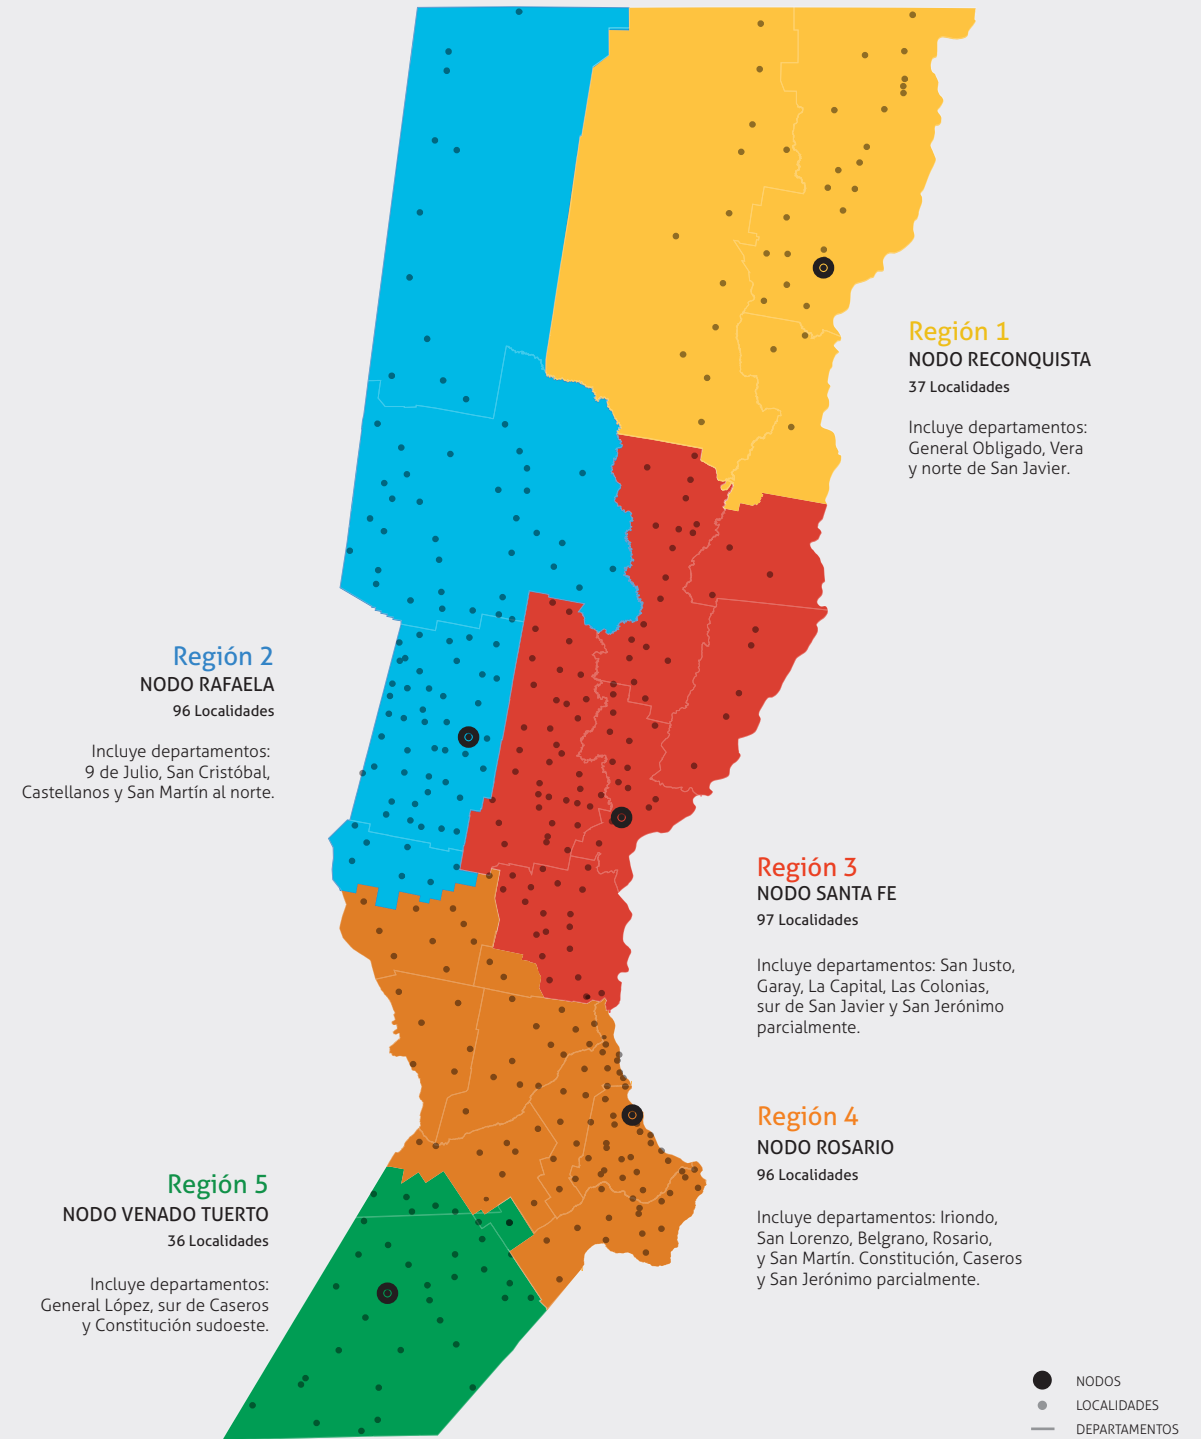 Región 1
NODO RECONQUISTA
37 Localidades
Incluye departamentos:
General Obligado, Vera
y norte de San Javier.
Región 2
NODO RAFAELA
96 Localidades
Incluye departamentos:
9 de Julio, San Cristóbal,
Castellanos y San Martín al norte.
Región 3
NODO SANTA FE
97 Localidades
Incluye departamentos: San Justo,
Garay, La Capital, Las Colonias,
sur de San Javier y San Jerónimo
parcialmente.
Región 4
NODO ROSARIO
96 Localidades
Incluye departamentos: Iriondo,
San Lorenzo, Belgrano, Rosario,
y San Martín. Constitución, Caseros
y San Jerónimo parcialmente.
Región 5
NODO VENADO TUERTO
36 Localidades
Incluye departamentos:
General López, sur de Caseros
y Constitución sudoeste.
NODOS
LOCALIDADES
DEPARTAMENTOS